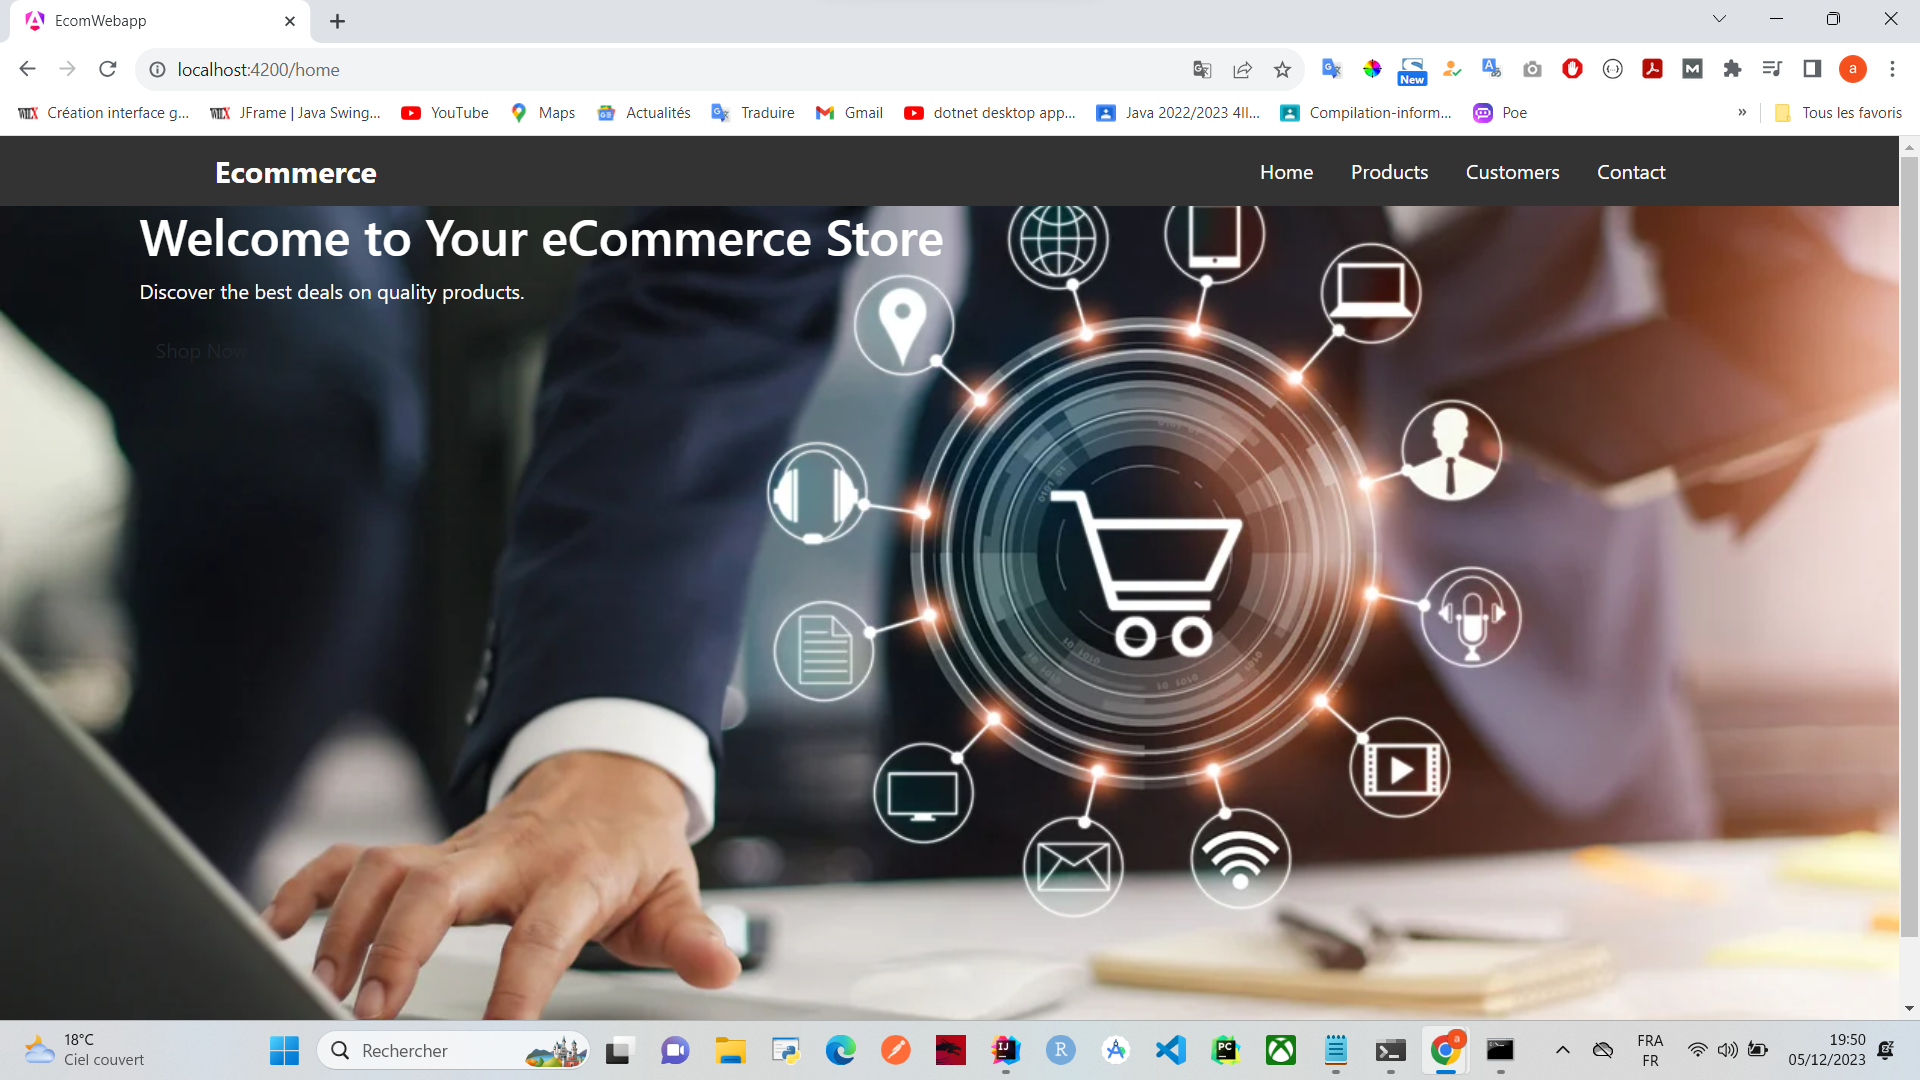 EcomWebapp
localhost:4200/home
New
Création interface g... JFrame | Java Swing... YouTube Maps Actualités Traduire Gmail dotnet desktop app... Java 2022/2023 4II... Compilation-inform... Poe » Tous les favoris
Ecommerce Home Products Customers Contact
Welcome to Your eCommerce Store
Discover the best deals on quality products.
Shop Now
18°C
Ciel couvert
Rechercher
FRA
FR
19:50
05/12/2023